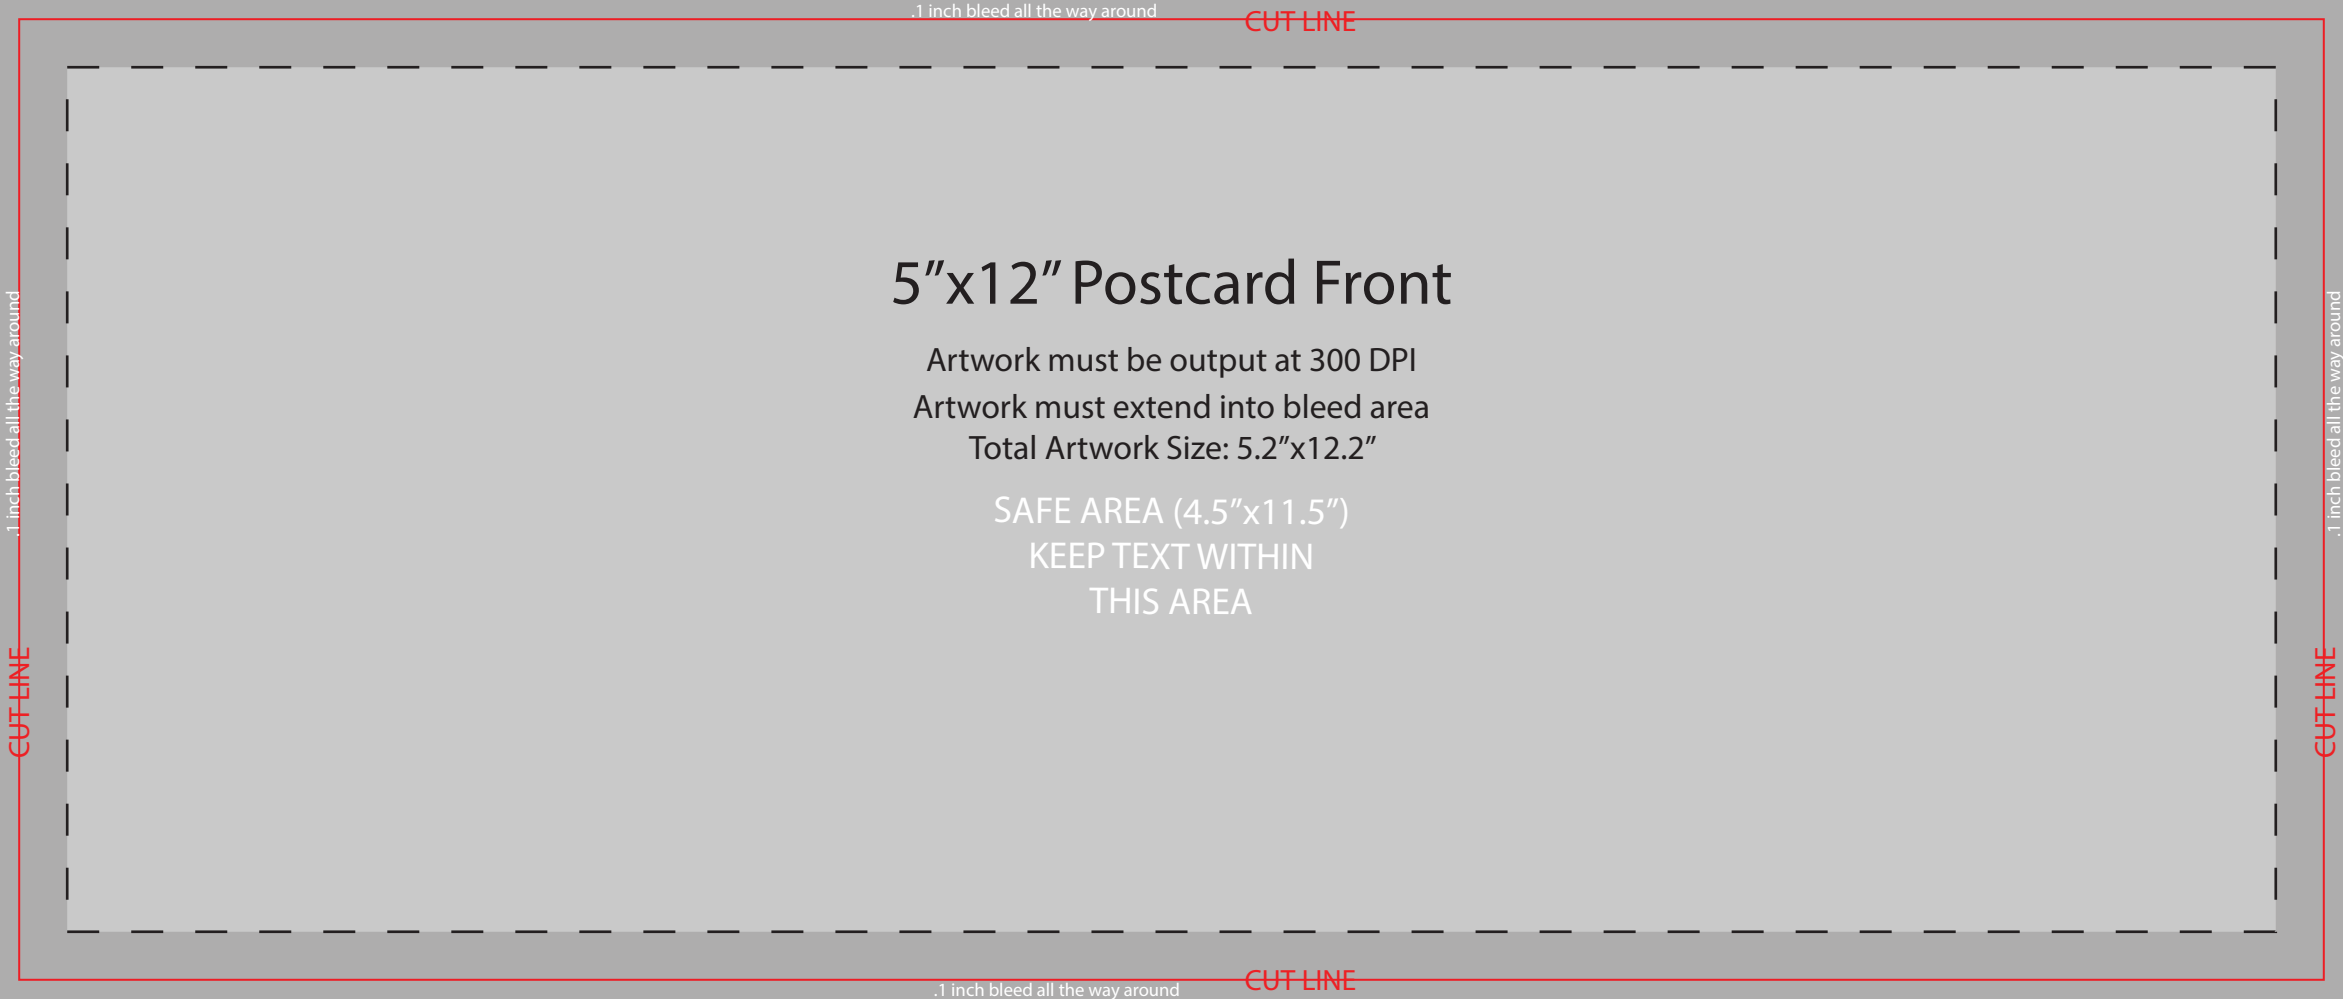 .1 inch bleed all the way around
CUT LINE
5”x12” Postcard Front
Artwork must be output at 300 DPI
Artwork must extend into bleed area
Total Artwork Size: 5.2”x12.2”
SAFE AREA (4.5”x11.5”)
KEEP TEXT WITHIN
THIS AREA
.1 inch bleed all the way around
CUT LINE
.1 inch bleed all the way around
CUT LINE
.1 inch bleed all the way around
CUT LINE